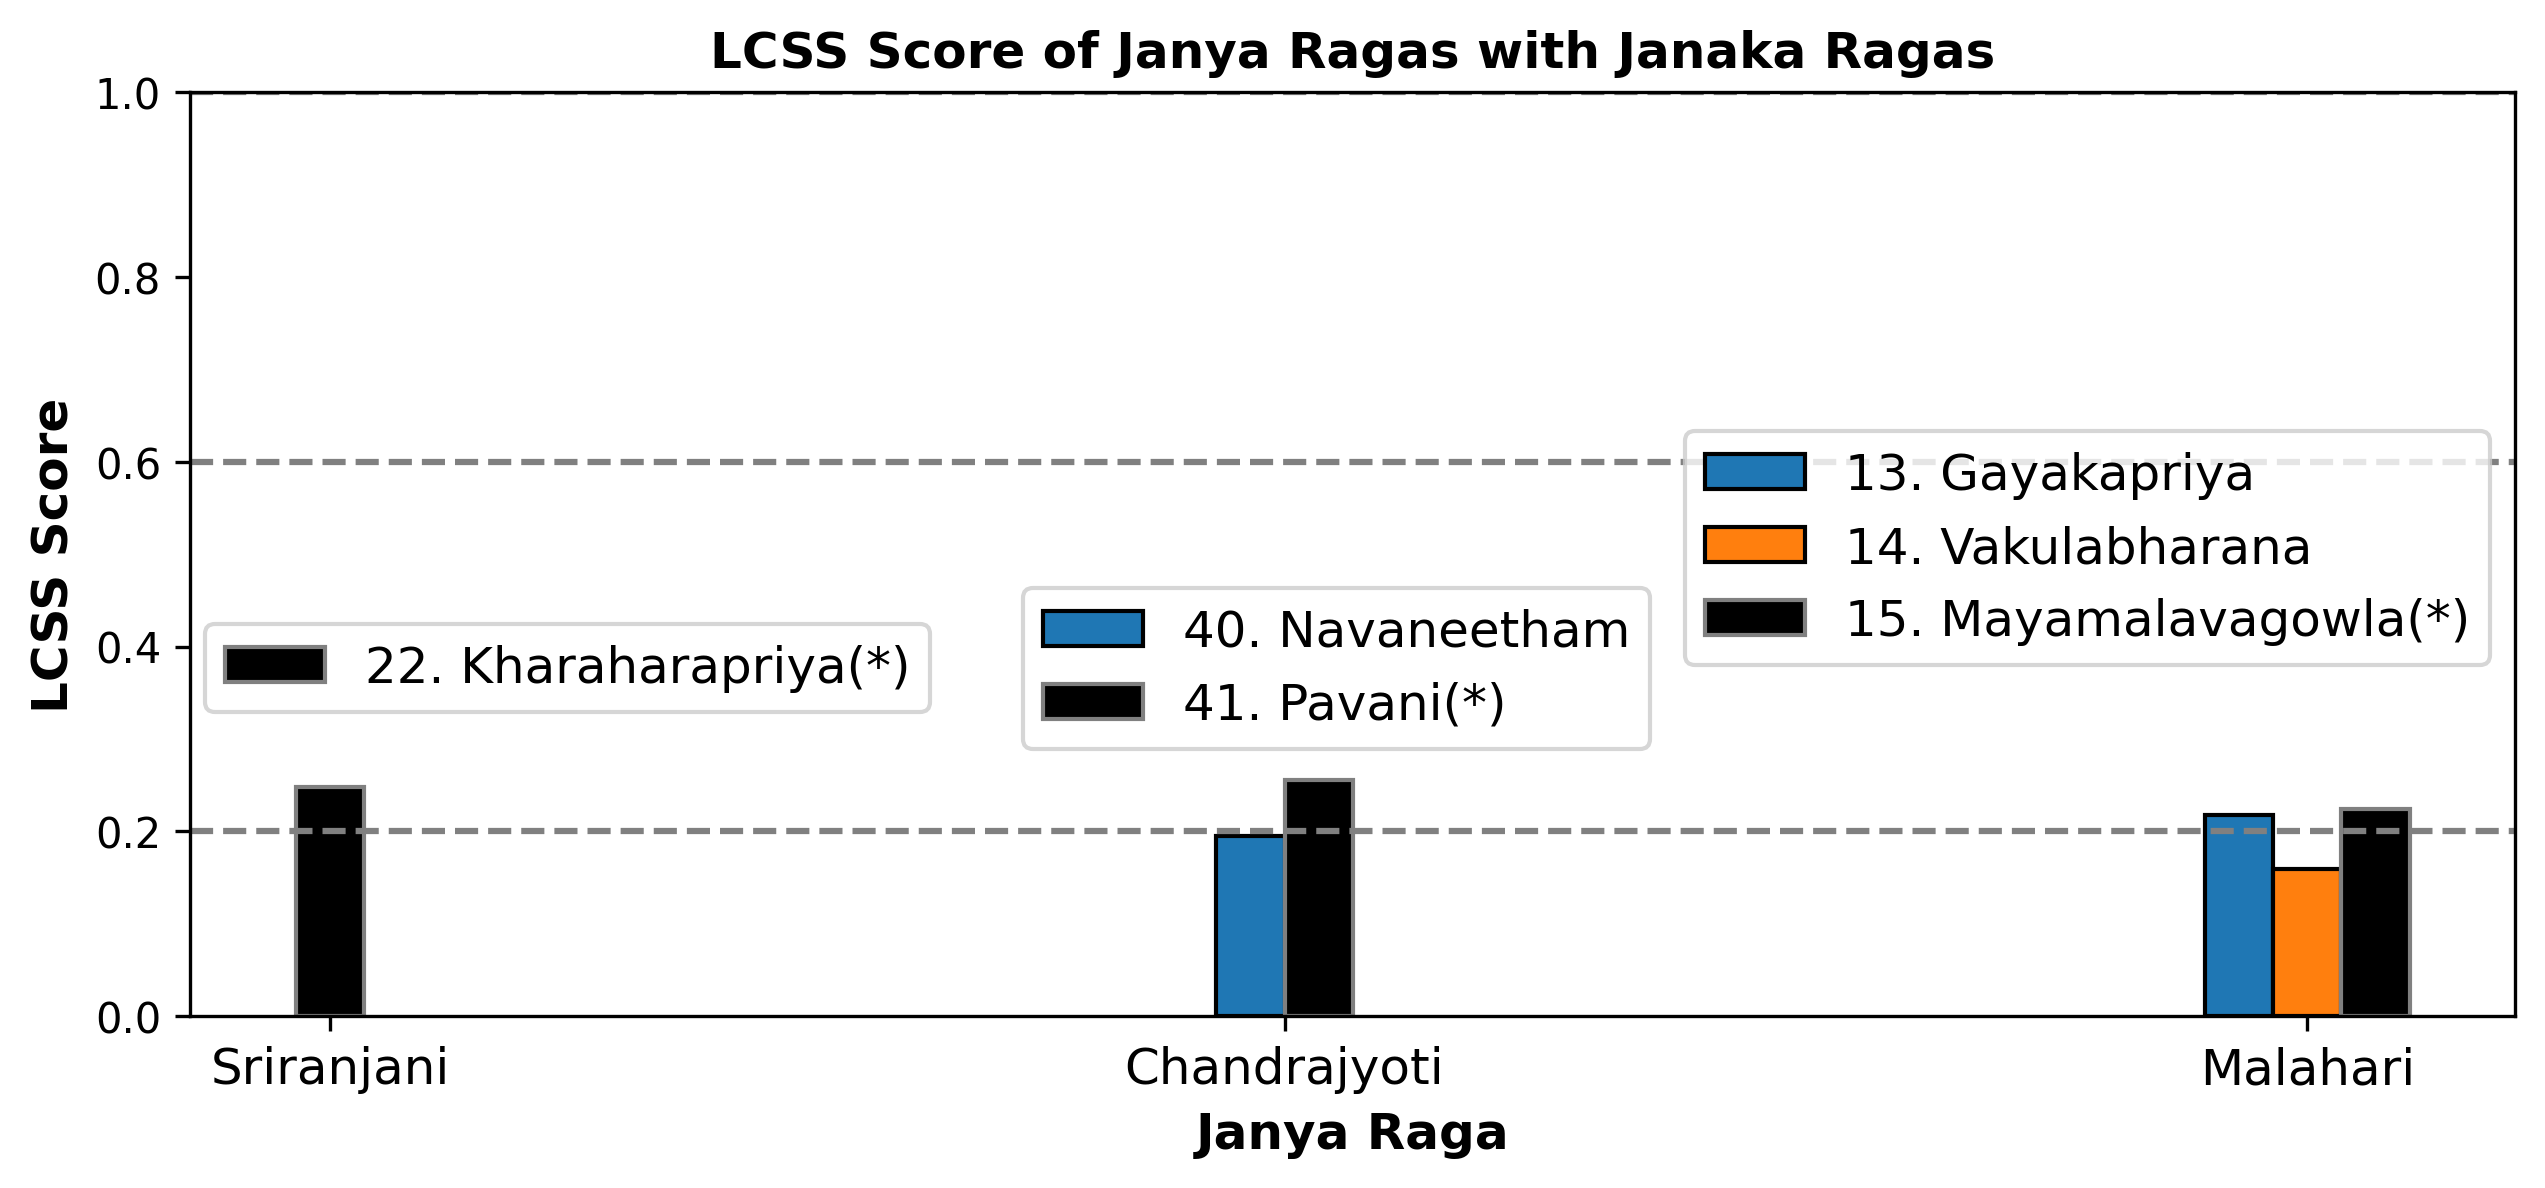 LCSS Score of Janya Ragas with Janaka Ragas
LCSS Score
1.0
0.8
0.6
0.4
0.2
0.0
22. Kharaharapriya(*)
40. Navaneetham
41. Pavani(*)
13. Gayakapriya
14. Vakulabharana
15. Mayamalavagowla(*)
Sriranjani
Chandrajyoti
Malahari
Janya Raga